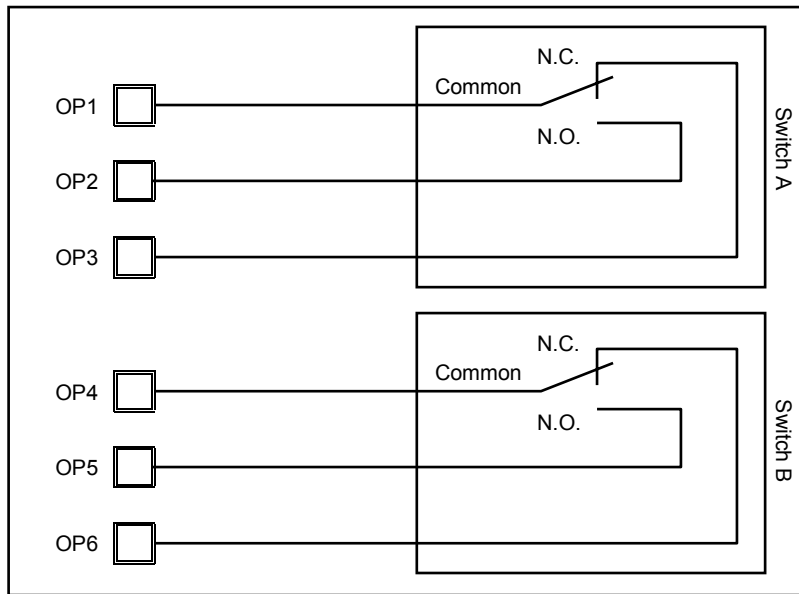 N.C.
Common
OP1
N.O.
OP2
OP3
Switch A
N.C.
Common
OP4
N.O.
OP5
OP6
Switch B